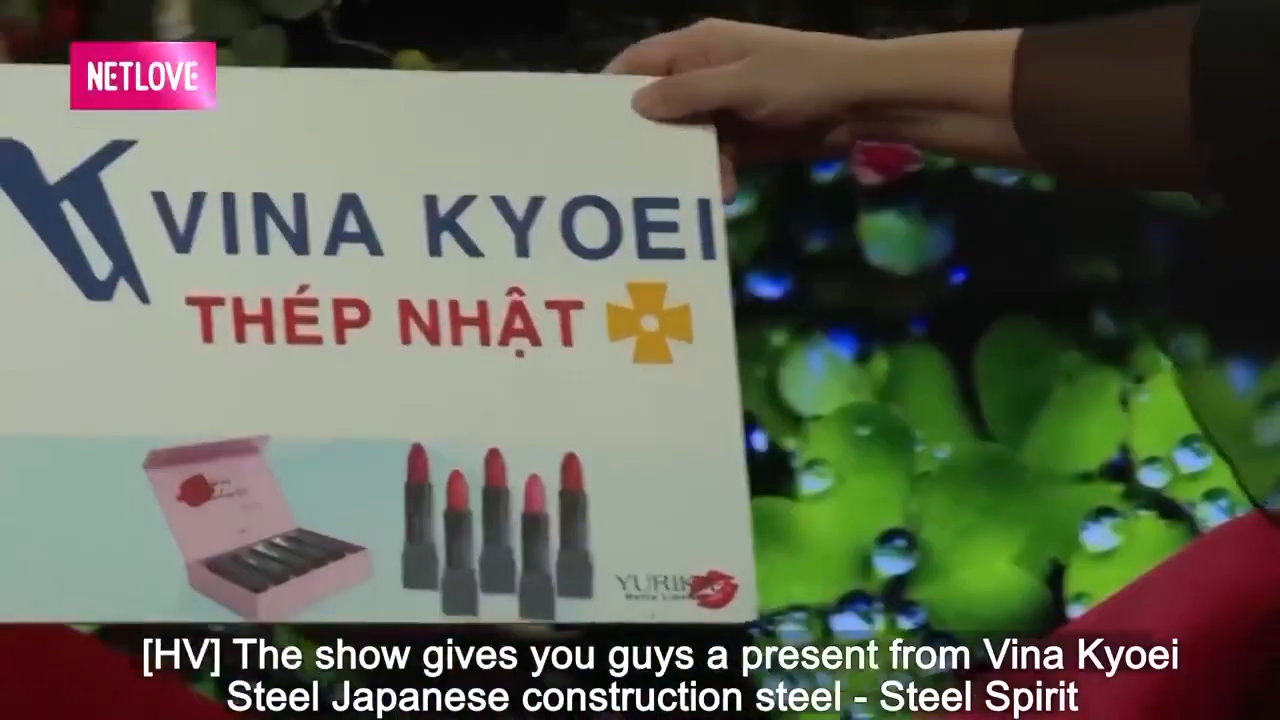 NETLOVE
VINA KYOEI
THÉP NHẬT
[HV] The show gives you guys a present from Vina Kyoei
Steel Japanese construction steel - Steel Spirit